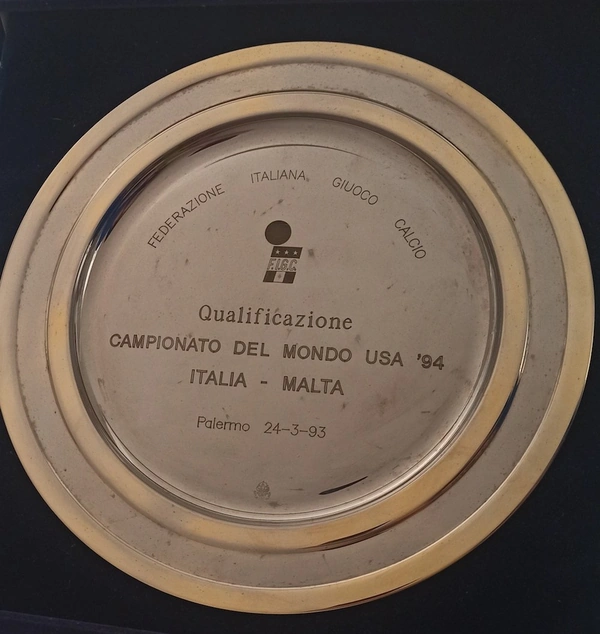 FEDERAZIONE ITALIANA GIUOCO CALCIO
F.I.G.C.
Qualificazione
CAMPIONATO DEL MONDO USA '94
ITALIA - MALTA
Palermo 24-3-93